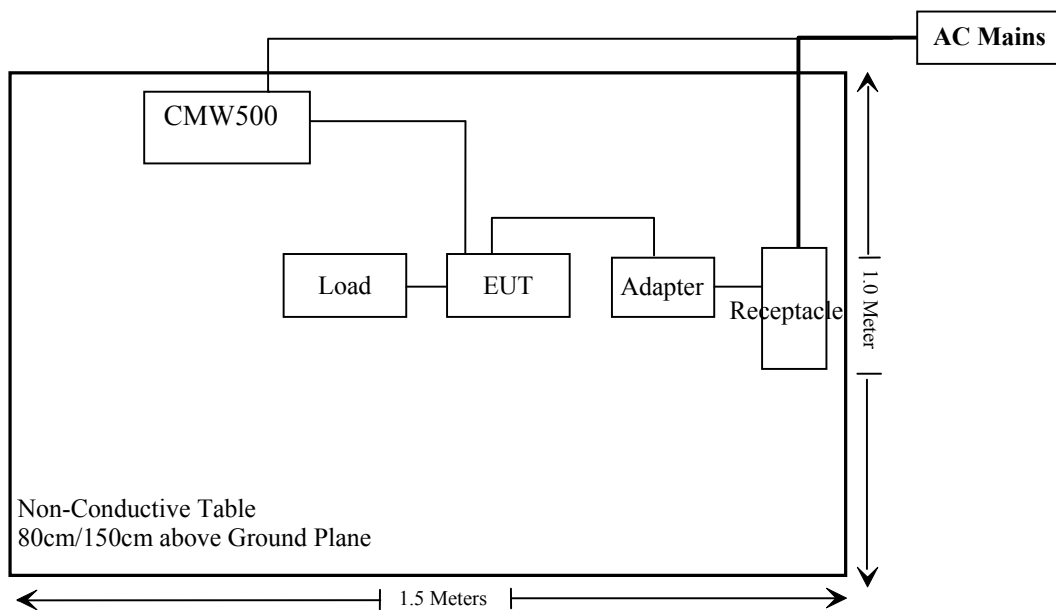 AC Mains
CMW500
Load
EUT
Adapter
Receptacle
1.0 Meter
Non-Conductive Table
80cm/150cm above Ground Plane
1.5 Meters